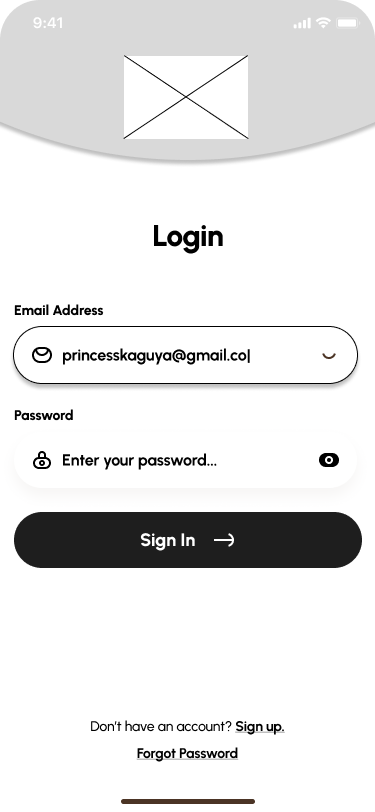 9:41
Login
Email Address
princesskaguya@gmail.co|
Password
Enter your password...
Sign In
Don't have an account? Sign up.
Forgot Password